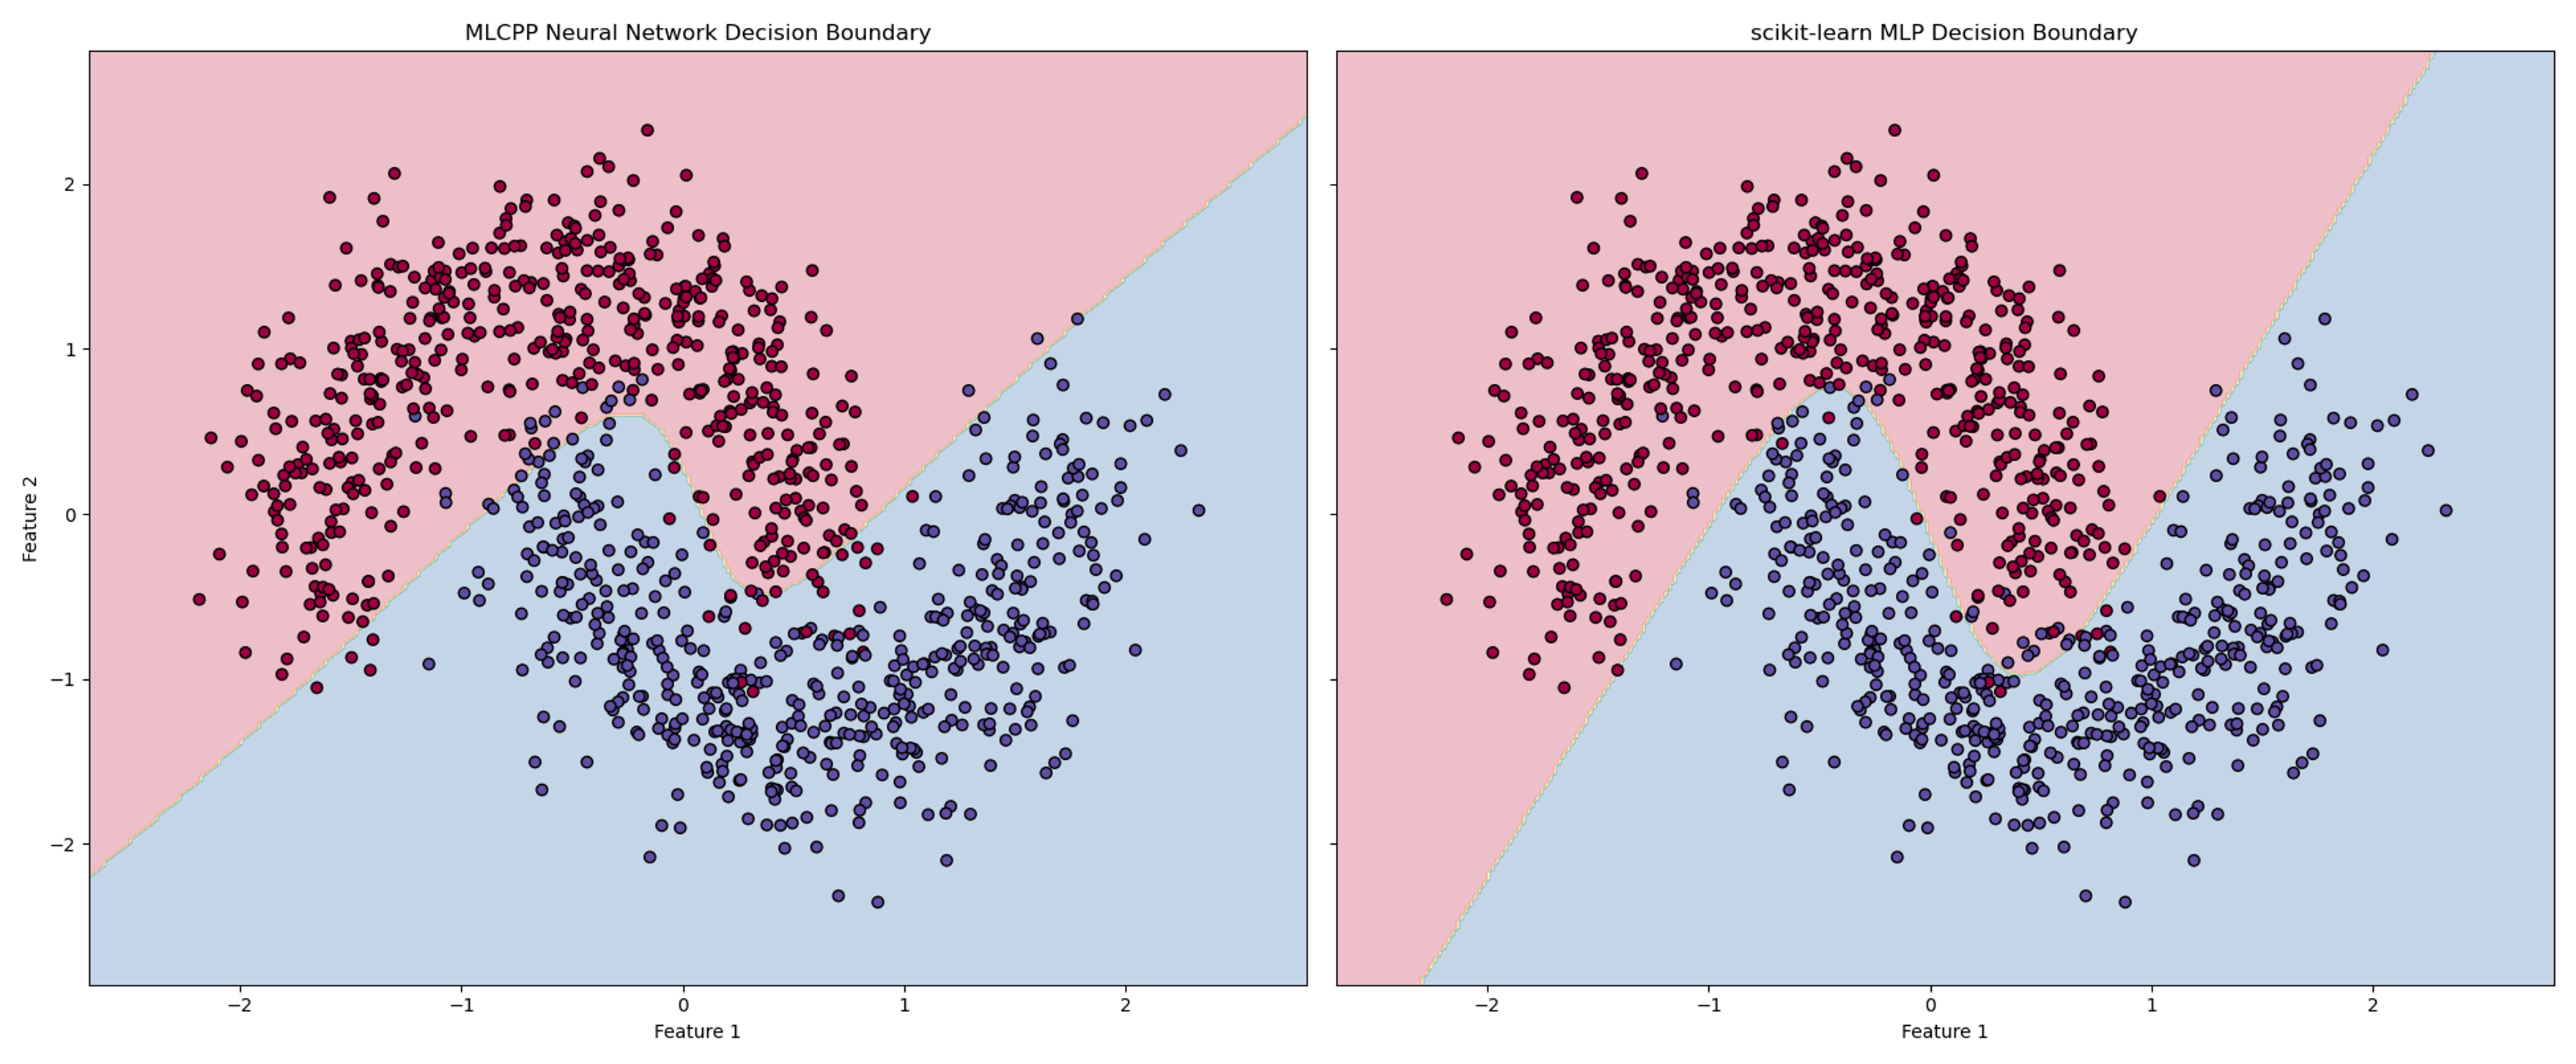 MLCPP Neural Network Decision Boundary
scikit-learn MLP Decision Boundary
Feature 2
2
1
0
−1
−2
−2 −1 0 1 2
−2 −1 0 1 2
Feature 1
Feature 1